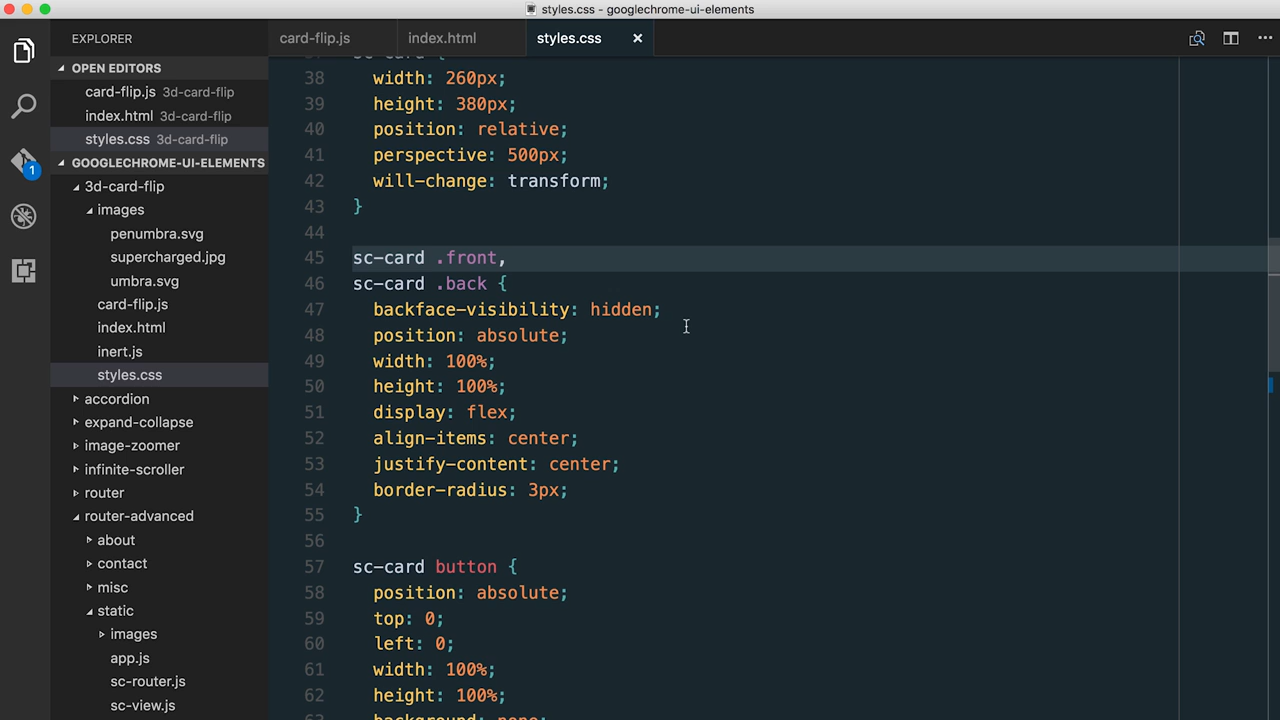 styles.css - googlechrome-ui-elements
EXPLORER
OPEN EDITORS
card-flip.js 3d-card-flip
index.html 3d-card-flip
styles.css 3d-card-flip
GOOGLECHROME-UI-ELEMENTS
3d-card-flip
images
penumbra.svg
supercharged.jpg
umbra.svg
card-flip.js
index.html
inert.js
styles.css
accordion
expand-collapse
image-zoomer
infinite-scroller
router
router-advanced
about
contact
misc
static
images
app.js
sc-router.js
sc-view.js
1
card-flip.js
index.html
styles.css
38 width: 260px;
39 height: 380px;
40 position: relative;
41 perspective: 500px;
42 will-change: transform;
43 }
44
45 sc-card .front,
46 sc-card .back {
47 backface-visibility: hidden;
48 position: absolute;
49 width: 100%;
50 height: 100%;
51 display: flex;
52 align-items: center;
53 justify-content: center;
54 border-radius: 3px;
55 }
56
57 sc-card button {
58 position: absolute;
59 top: 0;
60 left: 0;
61 width: 100%;
62 height: 100%;